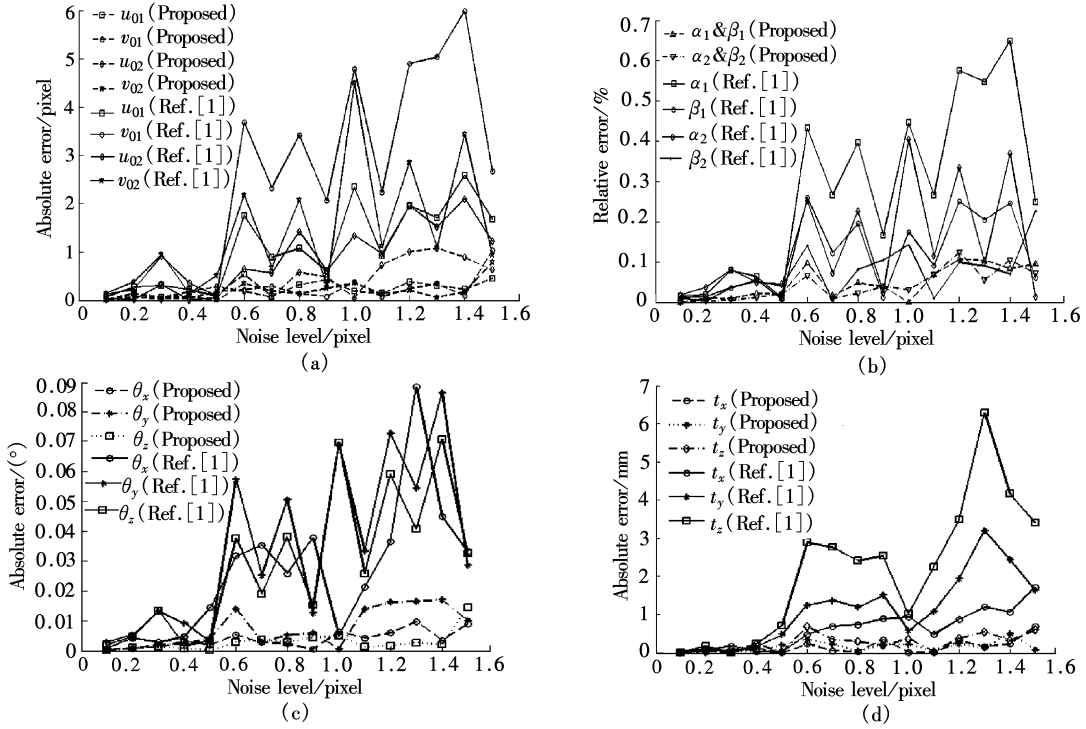 6
5
4
3
2
1
0
Absolute error/pixel
u01 (Proposed)
v01 (Proposed)
u02 (Proposed)
v02 (Proposed)
u01 (Ref. [1])
v01 (Ref. [1])
u02 (Ref. [1])
v02 (Ref. [1])
0 0.2 0.4 0.6 0.8 1.0 1.2 1.4 1.6
Noise level/pixel
(a)
0.7
0.6
0.5
0.4
0.3
0.2
0.1
0
Relative error/%
α1&β1 (Proposed)
α2&β2 (Proposed)
α1 (Ref. [1])
β1 (Ref. [1])
α2 (Ref. [1])
β2 (Ref. [1])
0 0.2 0.4 0.6 0.8 1.0 1.2 1.4 1.6
Noise level/pixel
(b)
0.09
0.08
0.07
0.06
0.05
0.04
0.03
0.02
0.01
0
Absolute error/(°)
θx (Proposed)
θy (Proposed)
θz (Proposed)
θx (Ref. [1])
θy (Ref. [1])
θz (Ref. [1])
0.2 0.4 0.6 0.8 1.0 1.2 1.4 1.6
Noise level/pixel
(c)
7
6
5
4
3
2
1
0
Absolute error/mm
tx (Proposed)
ty (Proposed)
tz (Proposed)
tx (Ref. [1])
ty (Ref. [1])
tz (Ref. [1])
0.2 0.4 0.6 0.8 1.0 1.2 1.4 1.6
Noise level/pixel
(d)